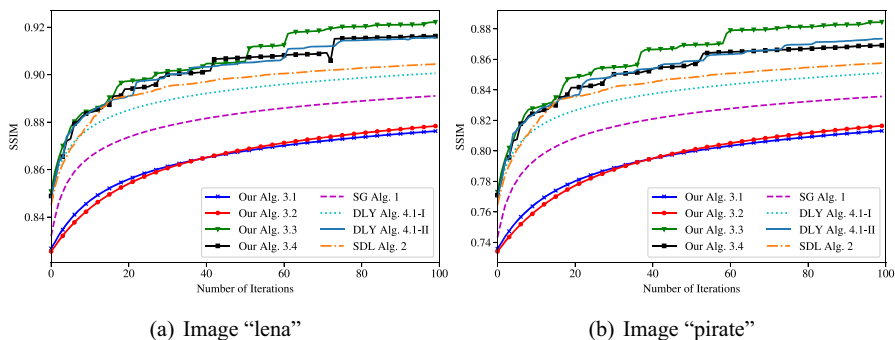 0.92
0.90
0.88
0.86
0.84
SSIM
0 20 40 60 80 100
Number of Iterations
Our Alg. 3.1
Our Alg. 3.2
Our Alg. 3.3
Our Alg. 3.4
SG Alg. 1
DLY Alg. 4.1-I
DLY Alg. 4.1-II
SDL Alg. 2
(a) Image “lena”
0.88
0.86
0.84
0.82
0.80
0.78
0.76
0.74
SSIM
0 20 40 60 80 100
Number of Iterations
Our Alg. 3.1
Our Alg. 3.2
Our Alg. 3.3
Our Alg. 3.4
SG Alg. 1
DLY Alg. 4.1-I
DLY Alg. 4.1-II
SDL Alg. 2
(b) Image “pirate”